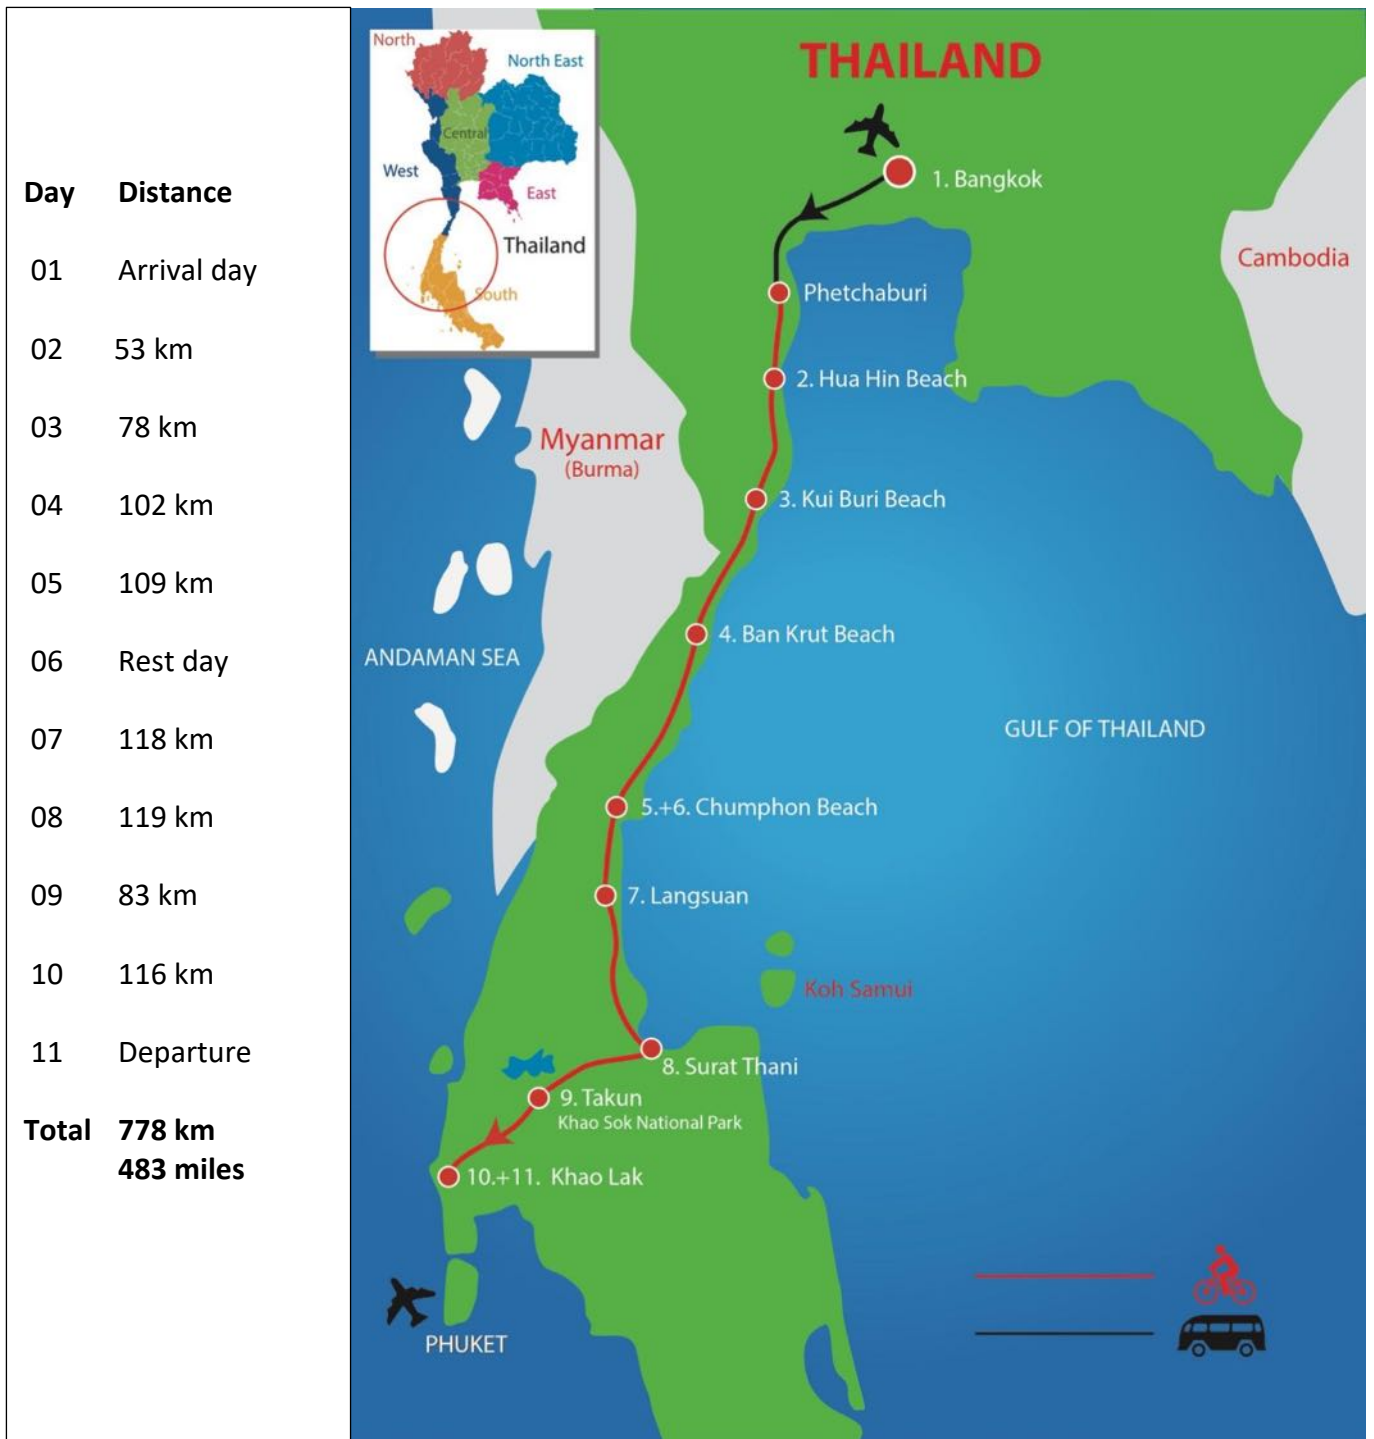 Day Distance
01 Arrival day
02 53 km
03 78 km
04 102 km
05 109 km
06 Rest day
07 118 km
08 119 km
09 83 km
10 116 km
11 Departure
Total 778 km
483 miles
THAILAND
North
North East
Central
West
East
Thailand
South
1. Bangkok
Cambodia
Phetchaburi
2. Hua Hin Beach
Myanmar
(Burma)
3. Kui Buri Beach
4. Ban Krut Beach
ANDAMAN SEA
GULF OF THAILAND
5.+6. Chumphon Beach
7. Langsuan
Koh Samui
8. Surat Thani
9. Takun
Khao Sok National Park
10.+11. Khao Lak
PHUKET